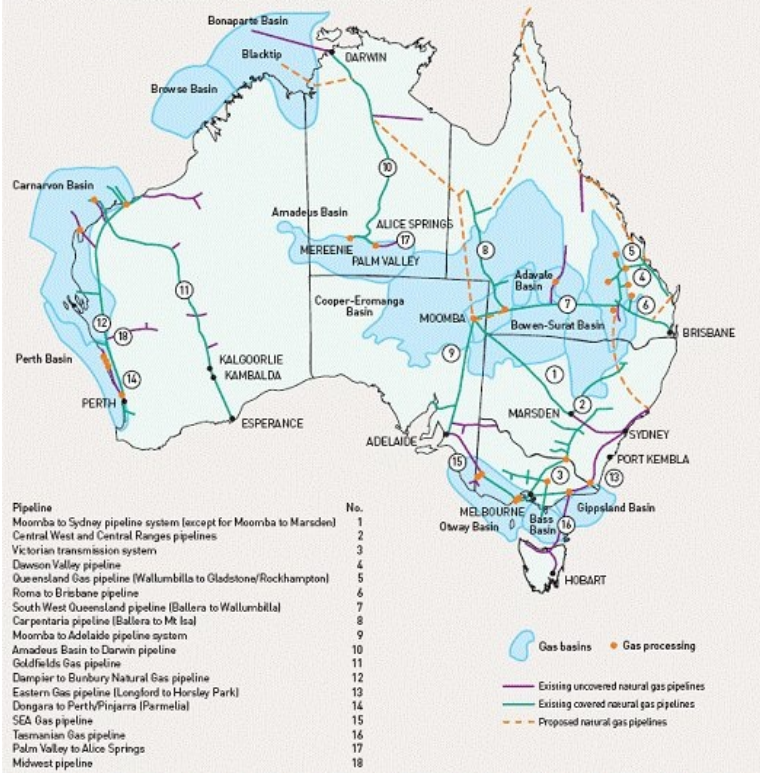 Bonaparte Basin
Blacktip
DARWIN
Browse Basin
Carnarvon Basin
10
Amadeus Basin
ALICE SPRINGS
17
MEREENIE
PALM VALLEY
8
Adavale
Basin
5
4
6
7
11
Cooper-Eromanga
Basin
MOOMBA
Bowen-Surat Basin
BRISBANE
12
18
9
Perth Basin
KALGOORLIE
KAMBALDA
14
1
PERTH
2
MARSDEN
ESPERANCE
ADELAIDE
SYDNEY
PORT KEMBLA
15
3
13
MELBOURNE
Gippsland Basin
Otway Basin
Bass
Basin
16
HOBART
Pipeline No.
Moomba to Sydney pipeline system (except for Moomba to Marsden) 1
Central West and Central Ranges pipelines 2
Victorian transmission system 3
Dawson Valley pipeline 4
Queensland Gas pipeline (Wallumbilla to Gladstone/Rockhampton) 5
Roma to Brisbane pipeline 6
South West Queensland pipeline (Ballera to Wallumbilla) 7
Carpentaria pipeline (Ballera to Mt Isa) 8
Moomba to Adelaide pipeline system 9
Amadeus Basin to Darwin pipeline 10
Goldfields Gas pipeline 11
Dampier to Bunbury Natural Gas pipeline 12
Eastern Gas pipeline (Longford to Horsley Park) 13
Dongara to Perth/Pinjarra (Parmelia) 14
SEA Gas pipeline 15
Tasmanian Gas pipeline 16
Palm Valley to Alice Springs 17
Midwest pipeline 18
Gas basins
Gas processing
Existing uncovered natural gas pipelines
Existing covered natural gas pipelines
Proposed natural gas pipelines